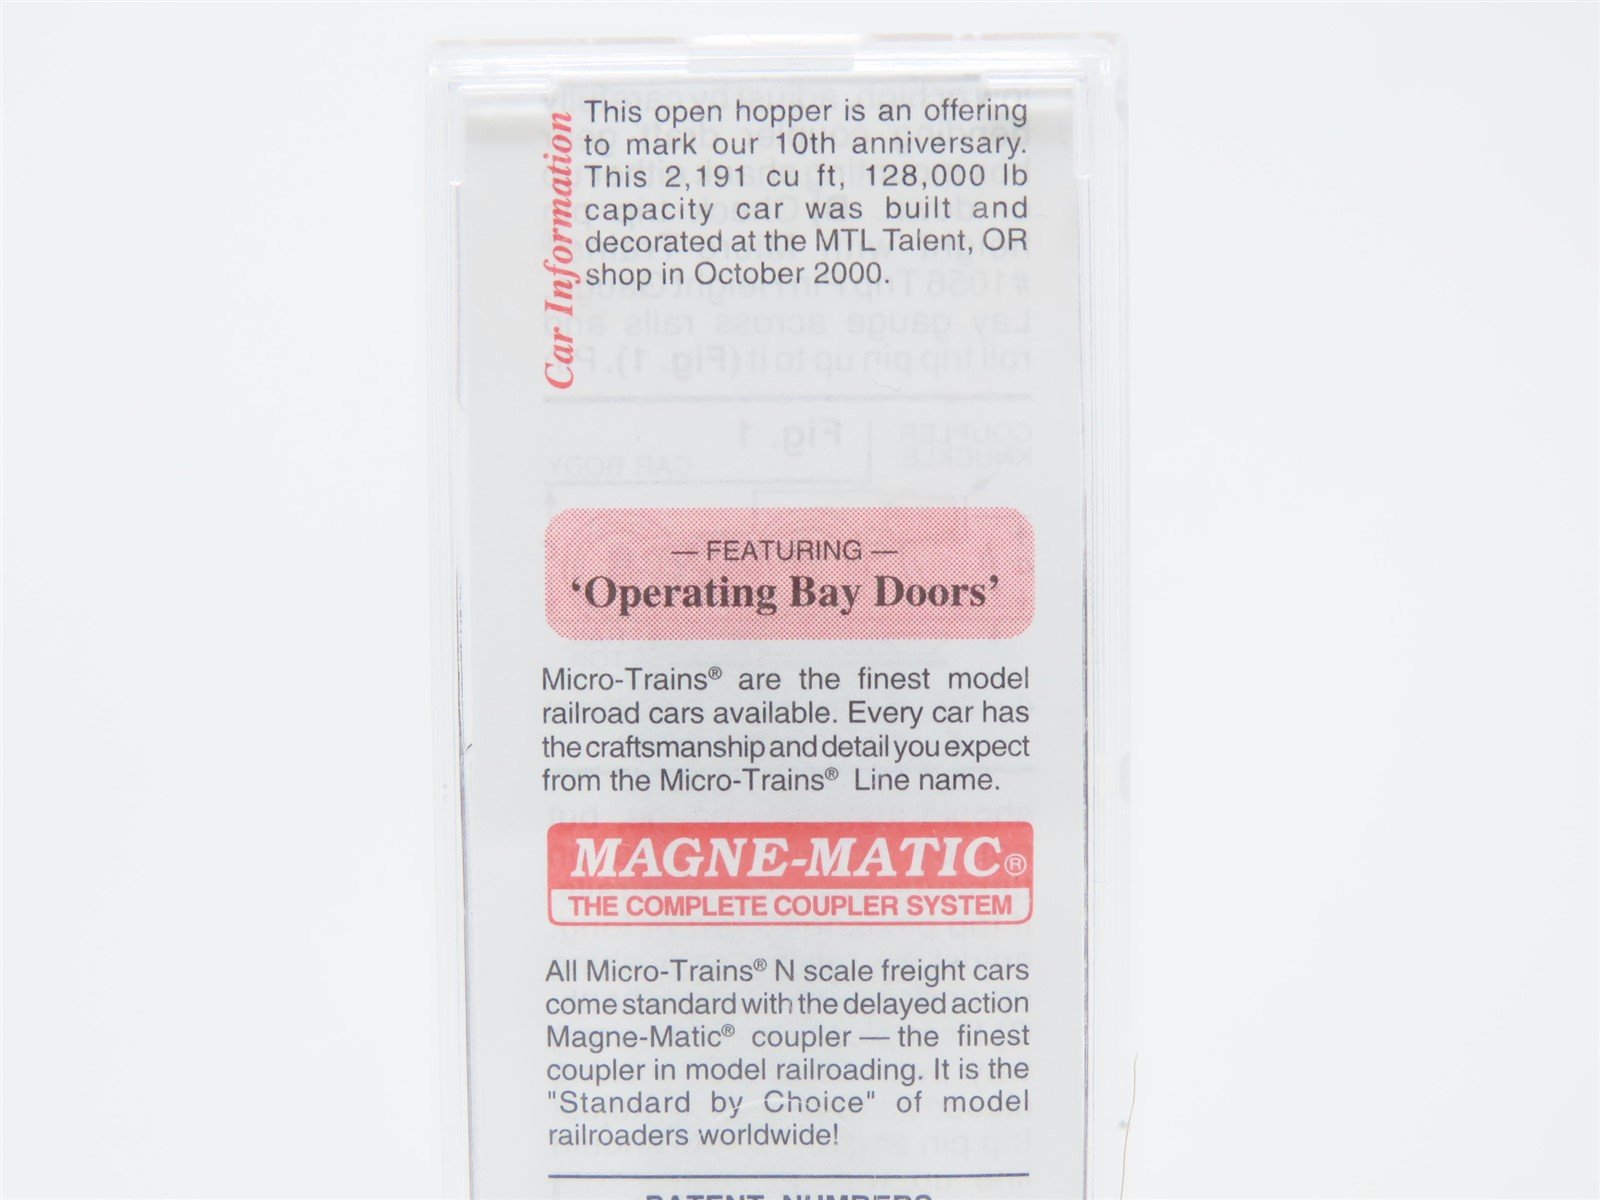 Car Information
This open hopper is an offering
to mark our 10th anniversary.
This 2,191 cu ft, 128,000 lb
capacity car was built and
decorated at the MTL Talent, OR
shop in October 2000.
— FEATURING —
‘Operating Bay Doors’
Micro-Trains® are the finest model
railroad cars available. Every car has
the craftsmanship and detail you expect
from the Micro-Trains® Line name.
MAGNE-MATIC®
THE COMPLETE COUPLER SYSTEM
All Micro-Trains® N scale freight cars
come standard with the delayed action
Magne-Matic® coupler — the finest
coupler in model railroading. It is the
"Standard by Choice" of model
railroaders worldwide!
PATENT NUMBERS